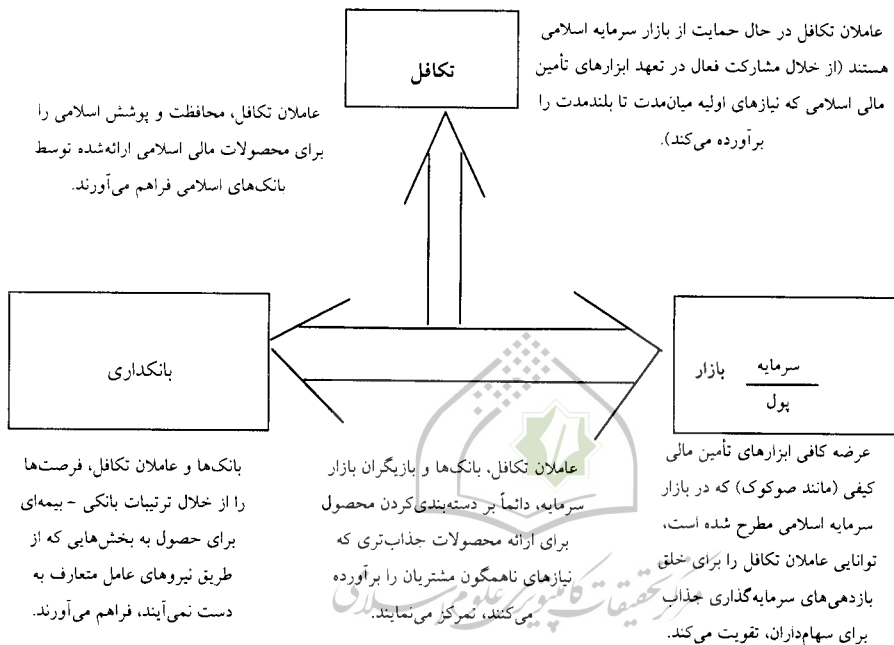 عاملان تکافل در حال حمایت از بازار سرمایه اسلامی
هستند (از خلال مشارکت فعال در تعهد ابزارهای تأمین
مالی اسلامی که نیازهای اولیه میان‌مدت تا بلندمدت را
برآورده می‌کند).
تکافل
عاملان تکافل، محافظت و پوشش اسلامی را
برای محصولات مالی اسلامی ارائه‌شده توسط
بانک‌های اسلامی فراهم می‌آورند.
بازار سرمایه
پول
بانکداری
عرضه کافی ابزارهای تأمین مالی
کیفی (مانند صوکوک) که در بازار
سرمایه اسلامی مطرح شده است،
توانایی عاملان تکافل را برای خلق
بازدهی‌های سرمایه‌گذاری جذاب
برای سهام‌داران، تقویت می‌کند.
عاملان تکافل، بانک‌ها و بازیگران بازار
سرمایه، دائماً بر دسته‌بندی‌کردن محصول
برای ارائه محصولات جذاب‌تری که
نیازهای ناهمگون مشتریان را برآورده
می‌کنند، تمرکز می‌نمایند.
بانک‌ها و عاملان تکافل، فرصت‌ها
را از خلال ترتیبات بانکی - بیمه‌ای
برای حصول به بخش‌هایی که از
طریق نیروهای عامل متعارف به
دست نمی‌آیند، فراهم می‌آورند.
مرکز تحقیقات کامپیوتری علوم اسلامی